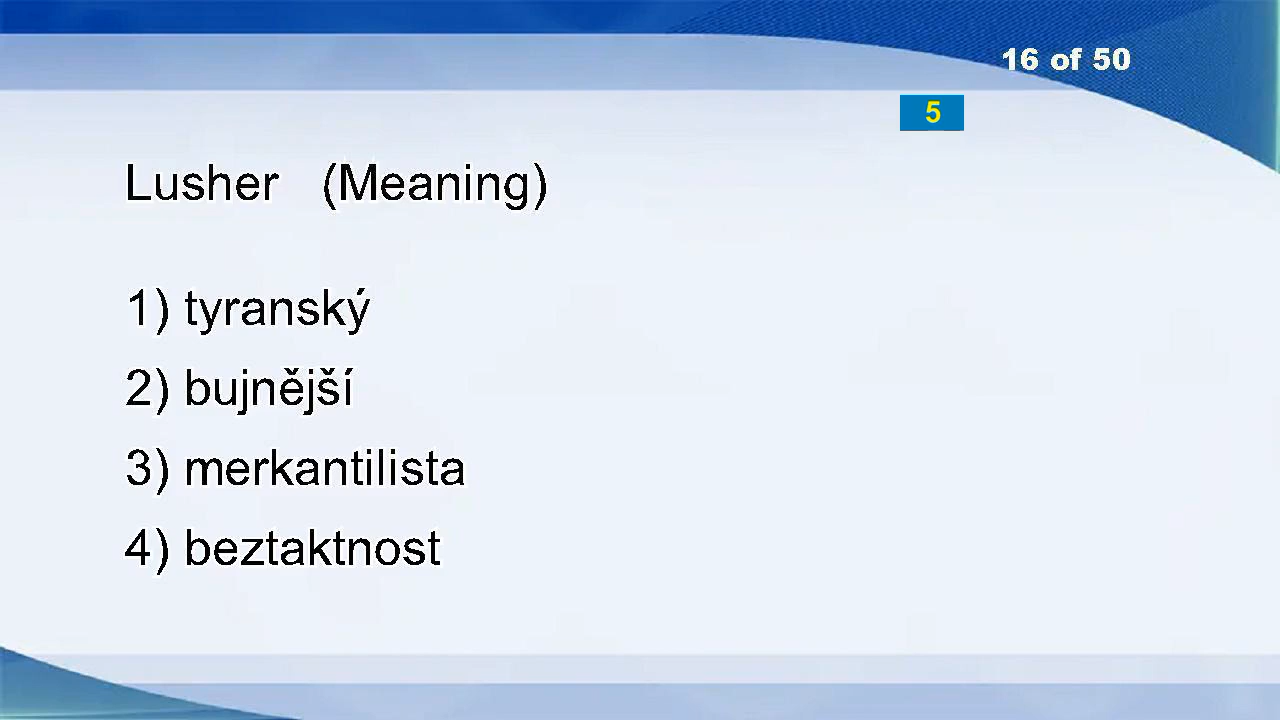 16 of 50
5
Lusher (Meaning)
1) tyranský
2) bujnější
3) merkantilista
4) beztaktnost